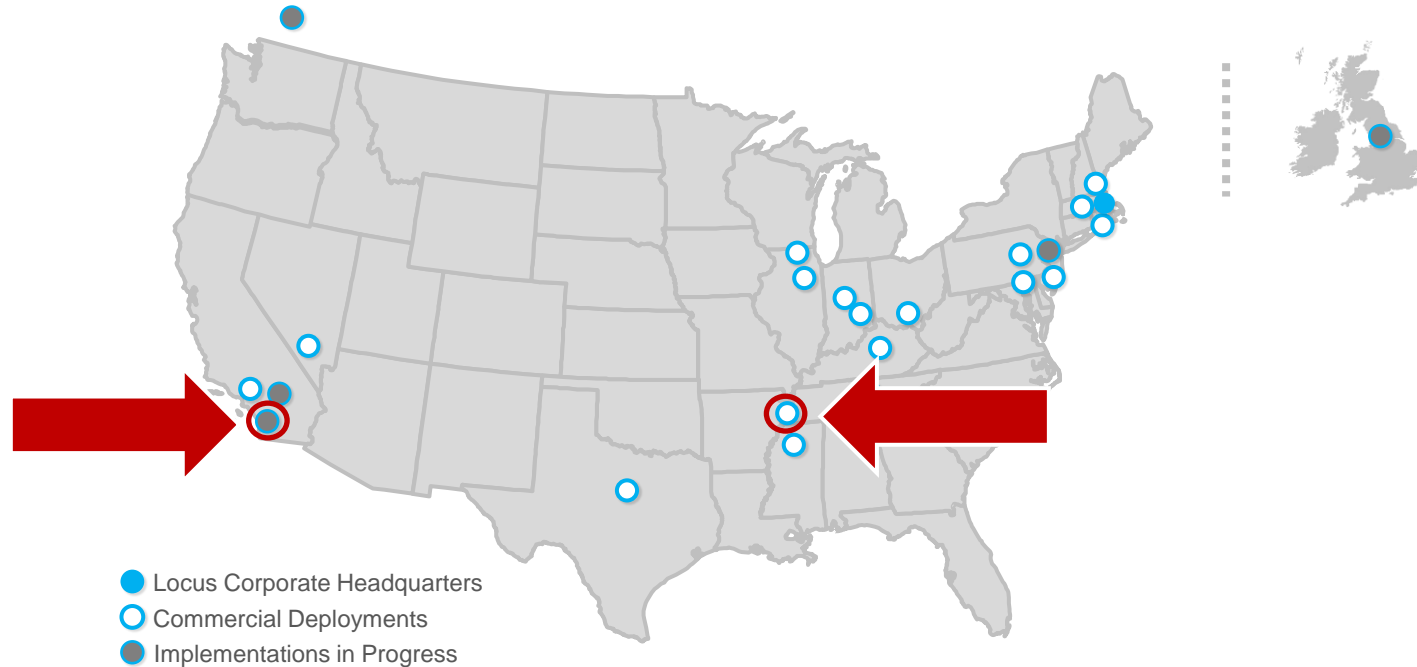 Locus Corporate Headquarters
Commercial Deployments
Implementations in Progress